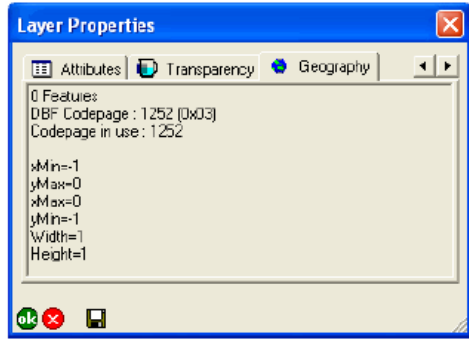 Layer Properties
Attributes Transparency Geography
0 Features
DBF Codepage : 1252 (0x03)
Codepage in use : 1252
xMin=-1
yMax=0
xMax=0
yMin=-1
Width=1
Height=1
ok